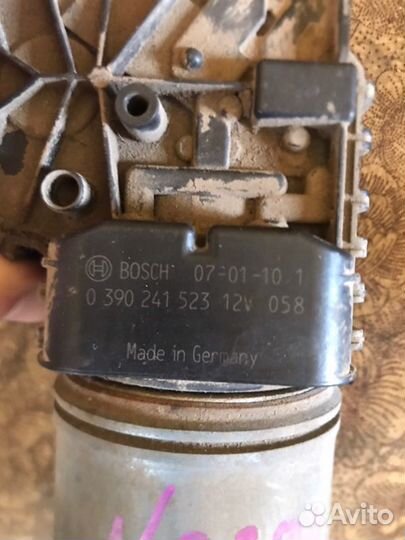 BOSCH 07-01-10 1
0 390 241 523 12V 058
Made in Germany
Avito